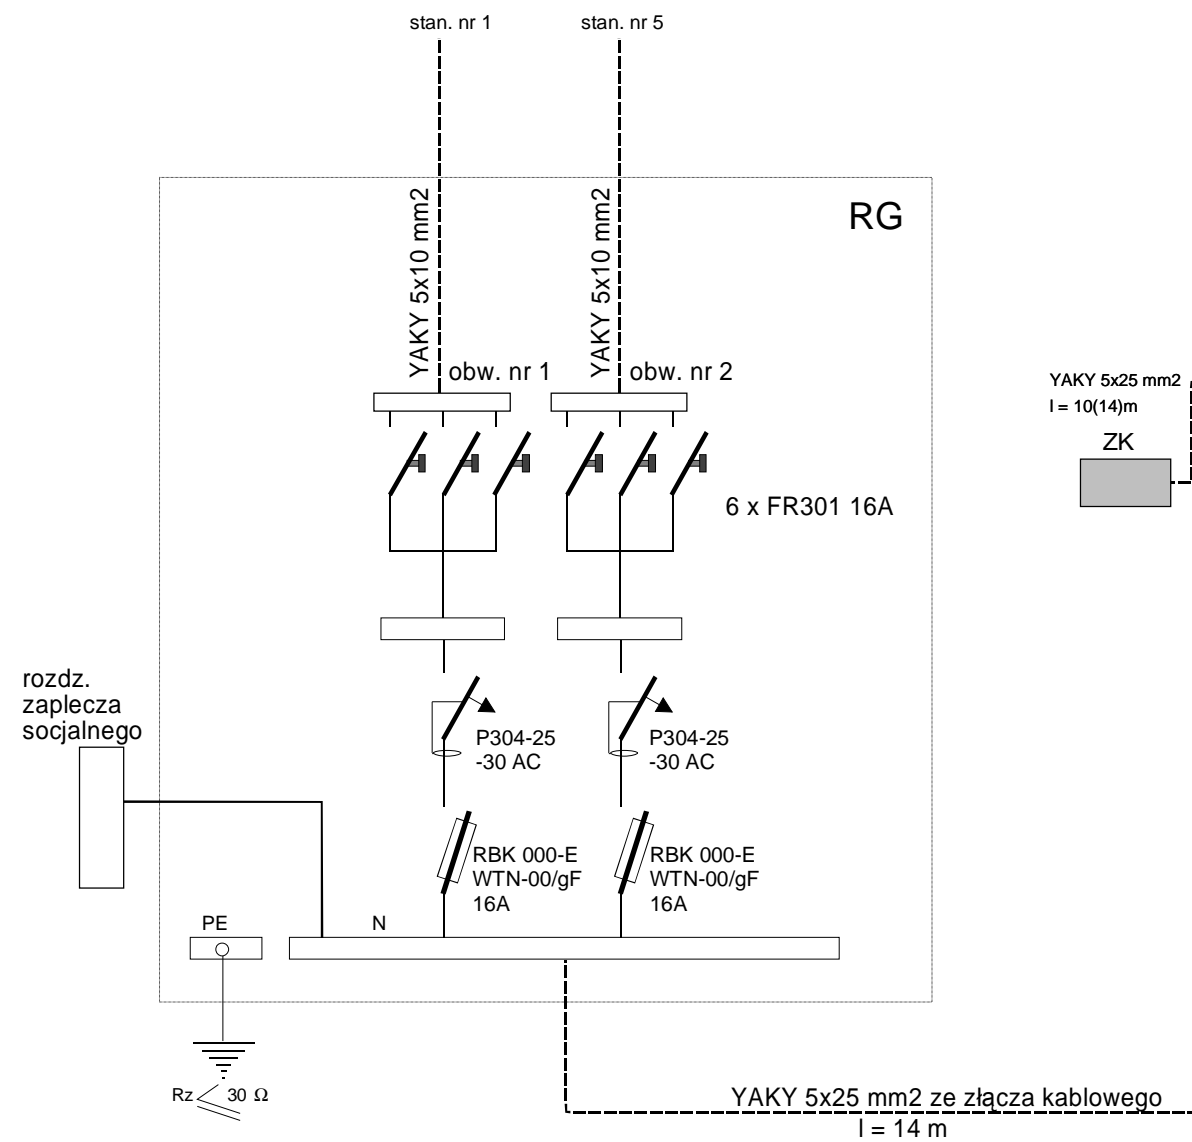 stan. nr 1
stan. nr 5
RG
YAKY 5x10 mm2
YAKY 5x10 mm2
obw. nr 1
obw. nr 2
YAKY 5x25 mm2
l = 10(14)m
ZK
6 x FR301 16A
rozdz.
zaplecza
socjalnego
P304-25
-30 AC
P304-25
-30 AC
RBK 000-E
WTN-00/gF
16A
RBK 000-E
WTN-00/gF
16A
PE
N
Rz ≤ 30 Ω
YAKY 5x25 mm2 ze złącza kablowego
l = 14 m